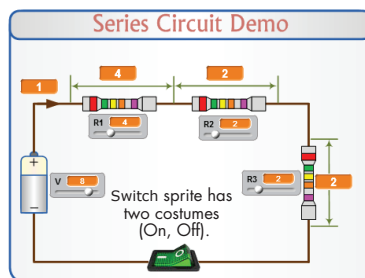 Series Circuit Demo
1
4
2
R1 4
R2 2
+
−
V 8
R3 2
2
Switch sprite has
two costumes
(On, Off).